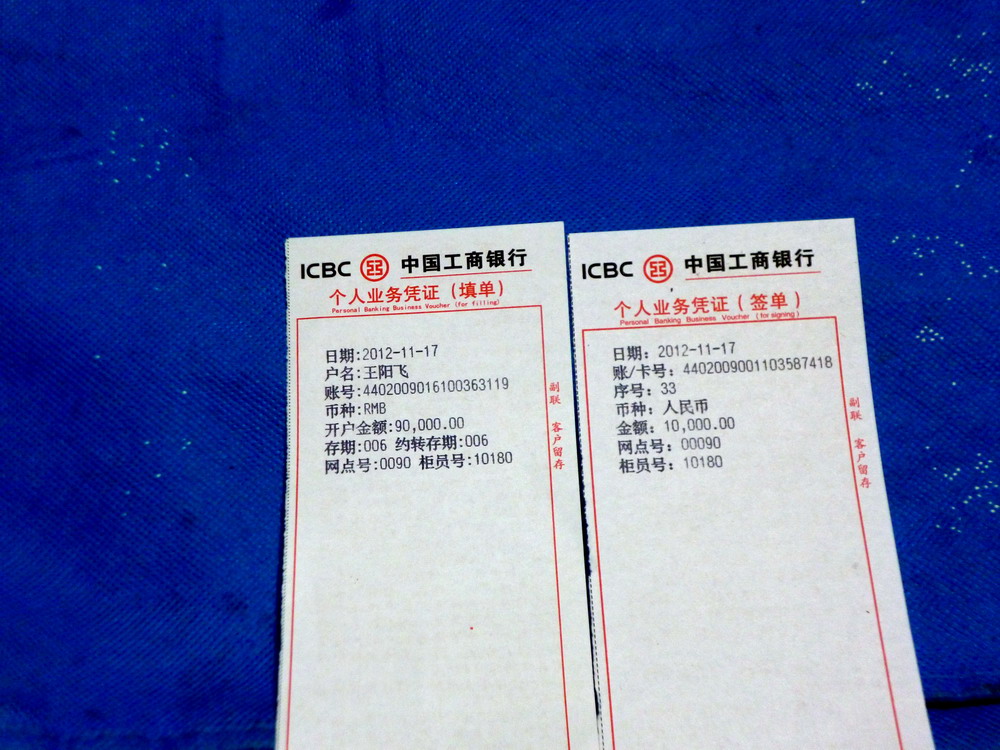 ICBC 中国工商银行
个人业务凭证（填单）
Personal Banking Business Voucher (for filling)
日期:2012-11-17
户名:王阳飞
账号:4402009016100363119
币种:RMB
开户金额:90,000.00
存期:006 约转存期:006
网点号:0090 柜员号:10180
副联 客户留存
ICBC 中国工商银行
个人业务凭证（签单）
Personal Banking Business Voucher (for signing)
日期: 2012-11-17
账/卡号: 4402009001103587418
序号: 33
币种: 人民币
金额: 10,000.00
网点号: 00090
柜员号: 10180
副联 客户留存